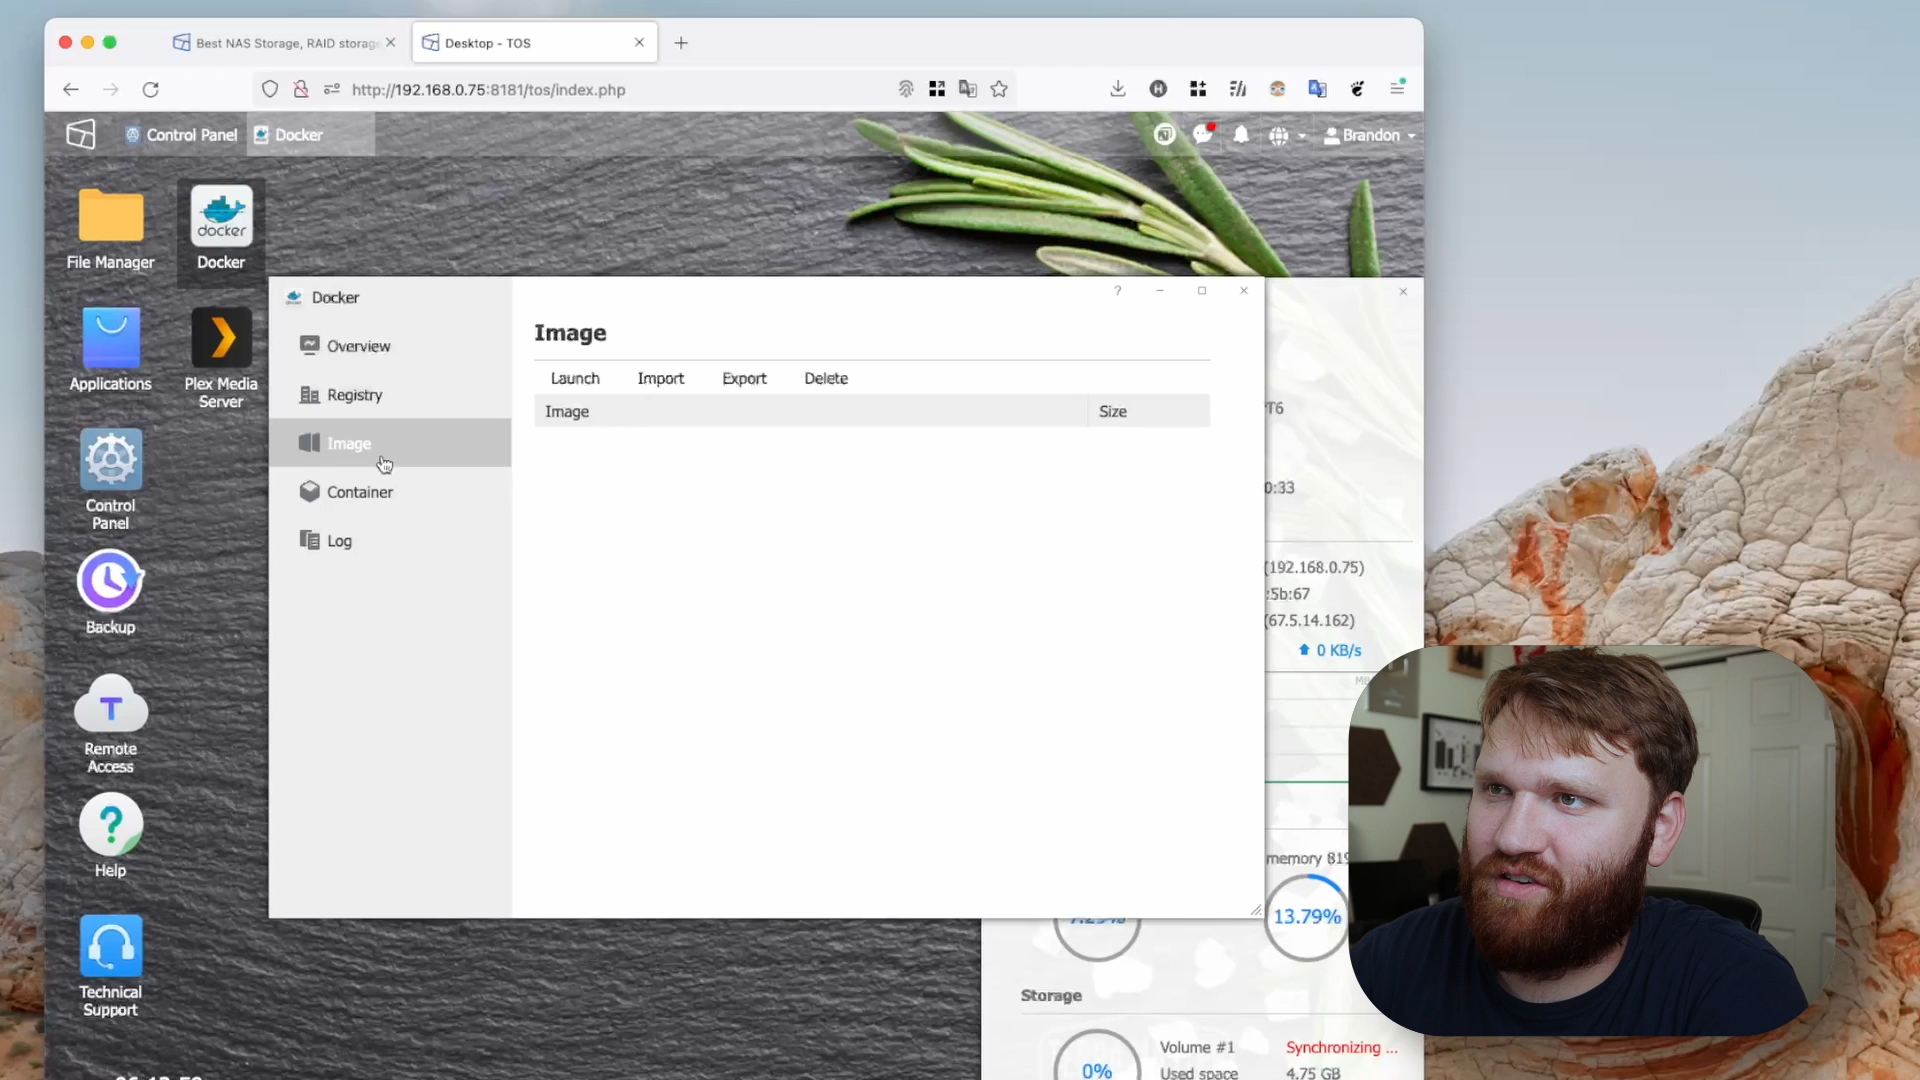 Best NAS Storage, RAID storage
Desktop - TOS
http://192.168.0.75:8181/tos/index.php
Control Panel
Docker
Brandon
File Manager
docker
Docker
Applications
Plex Media
Server
Control
Panel
Backup
T
Remote
Access
?
Help
Technical
Support
Docker
?
Overview
Registry
Image
Container
Log
Image
Launch
Import
Export
Delete
Image
Size
T6
0:33
(192.168.0.75)
:5b:67
(67.5.14.162)
0 KB/s
memory 819
13.79%
Storage
0%
Volume #1
Synchronizing ...
Used space
4.75 GB